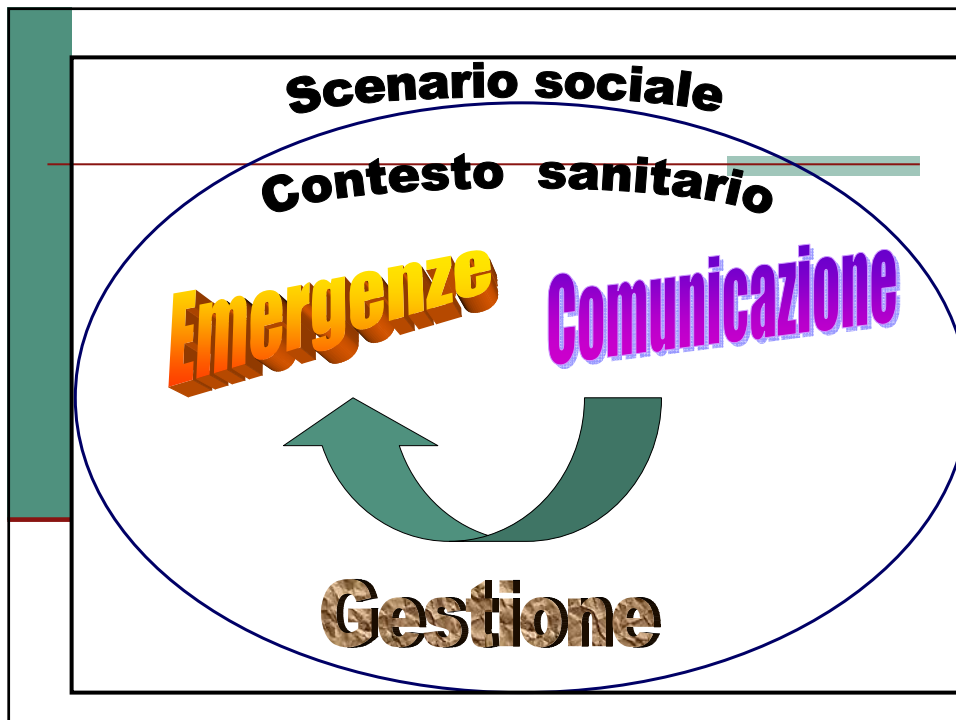 Scenario sociale
Contesto sanitario
Emergenze
Comunicazione
Gestione